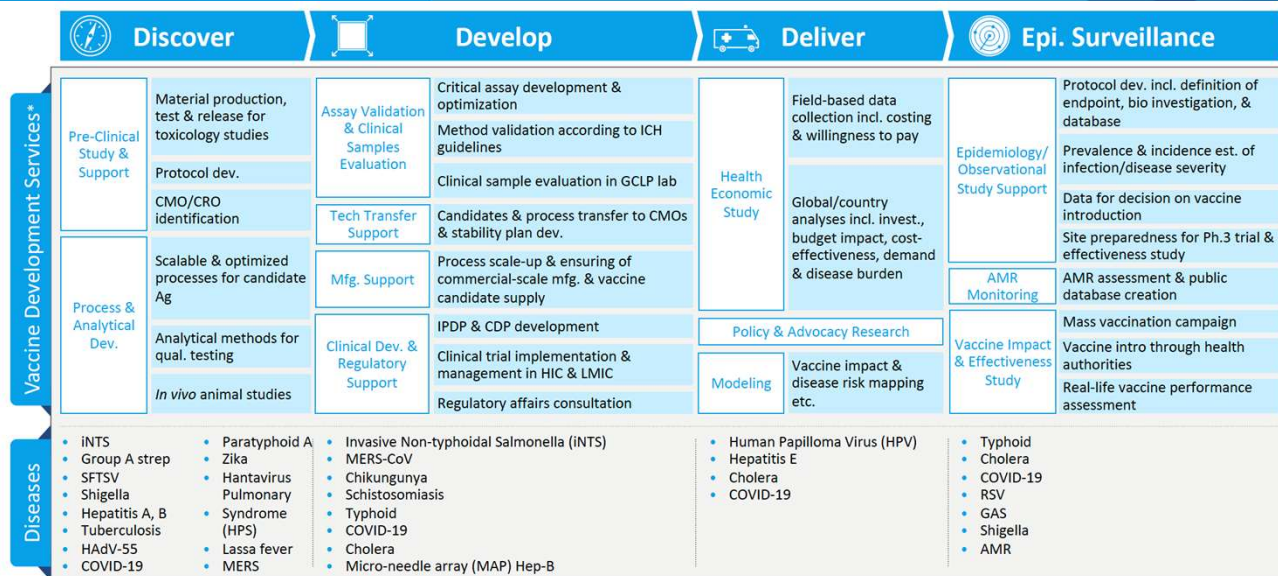 Discover
Develop
Deliver
Epi. Surveillance
Vaccine Development Services*
Pre-Clinical
Study &
Support
Material production,
test & release for
toxicology studies
Protocol dev.
CMO/CRO
identification
Process &
Analytical
Dev.
Scalable & optimized
processes for candidate
Ag
Analytical methods for
qual. testing
In vivo animal studies
Assay Validation
& Clinical
Samples
Evaluation
Critical assay development &
optimization
Method validation according to ICH
guidelines
Clinical sample evaluation in GCLP lab
Tech Transfer
Support
Candidates & process transfer to CMOs
& stability plan dev.
Mfg. Support
Process scale-up & ensuring of
commercial-scale mfg. & vaccine
candidate supply
Clinical Dev. &
Regulatory
Support
IPDP & CDP development
Clinical trial implementation &
management in HIC & LMIC
Regulatory affairs consultation
Health
Economic
Study
Field-based data
collection incl. costing
& willingness to pay
Global/country
analyses incl. invest.,
budget impact, cost-
effectiveness, demand
& disease burden
Policy & Advocacy Research
Modeling
Vaccine impact &
disease risk mapping
etc.
Epidemiology/
Observational
Study Support
Protocol dev. incl. definition of
endpoint, bio investigation, &
database
Prevalence & incidence est. of
infection/disease severity
Data for decision on vaccine
introduction
Site preparedness for Ph.3 trial &
effectiveness study
AMR
Monitoring
AMR assessment & public
database creation
Vaccine Impact
& Effectiveness
Study
Mass vaccination campaign
Vaccine intro through health
authorities
Real-life vaccine performance
assessment
Diseases
• iNTS
• Group A strep
• SFTSV
• Shigella
• Hepatitis A, B
• Tuberculosis
• HAdV-55
• COVID-19
• Paratyphoid A
• Zika
• Hantavirus
Pulmonary
• Syndrome
(HPS)
• Lassa fever
• MERS
• Invasive Non-typhoidal Salmonella (iNTS)
• MERS-CoV
• Chikungunya
• Schistosomiasis
• Typhoid
• COVID-19
• Cholera
• Micro-needle array (MAP) Hep-B
• Human Papilloma Virus (HPV)
• Hepatitis E
• Cholera
• COVID-19
• Typhoid
• Cholera
• COVID-19
• RSV
• GAS
• Shigella
• AMR